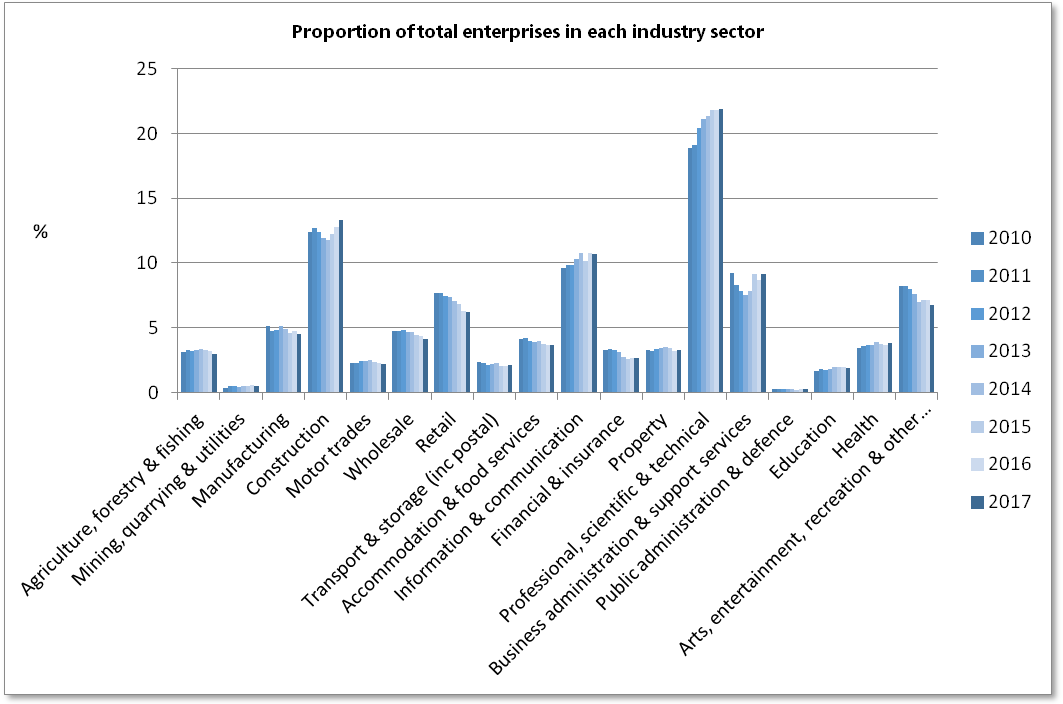 Proportion of total enterprises in each industry sector
25
20
15
10
5
0
%
Agriculture, forestry & fishing
Mining, quarrying & utilities
Manufacturing
Construction
Motor trades
Wholesale
Retail
Transport & storage (inc postal)
Accommodation & food services
Information & communication
Financial & insurance
Property
Professional, scientific & technical
Business administration & support services
Public administration & defence
Education
Health
Arts, entertainment, recreation & other...
2010
2011
2012
2013
2014
2015
2016
2017